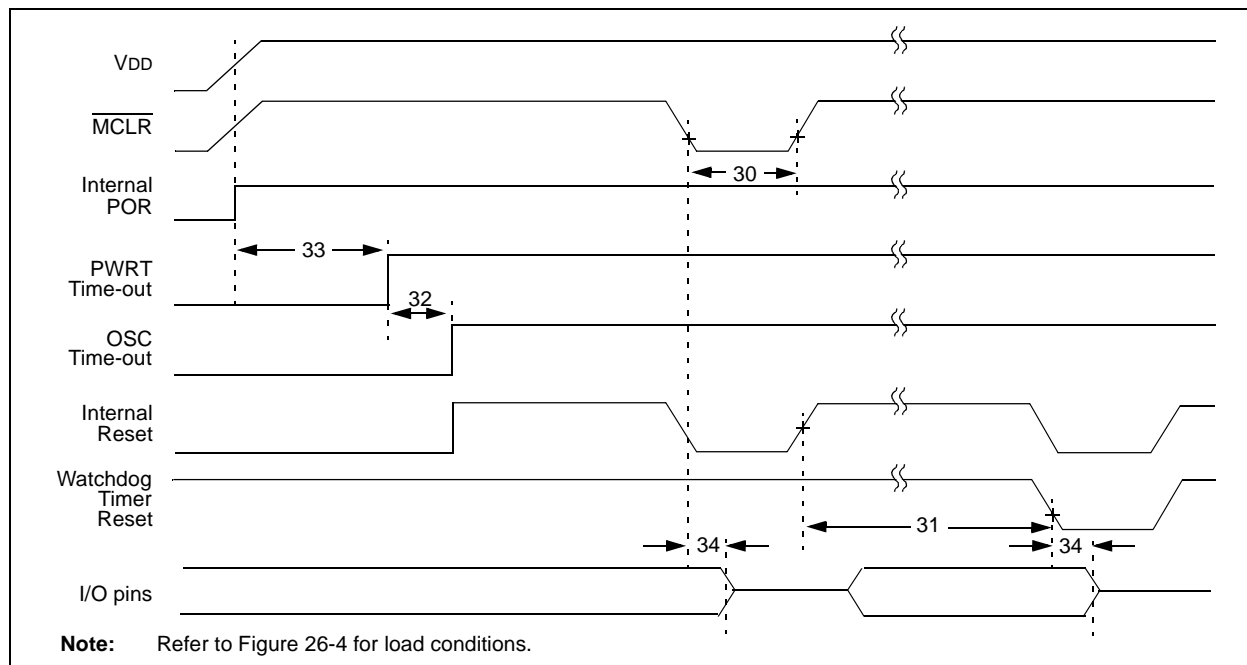 VDD
MCLR
30
Internal
POR
33
PWRT
Time-out
32
OSC
Time-out
Internal
Reset
Watchdog
Timer
Reset
31
34
34
I/O pins
Note: Refer to Figure 26-4 for load conditions.